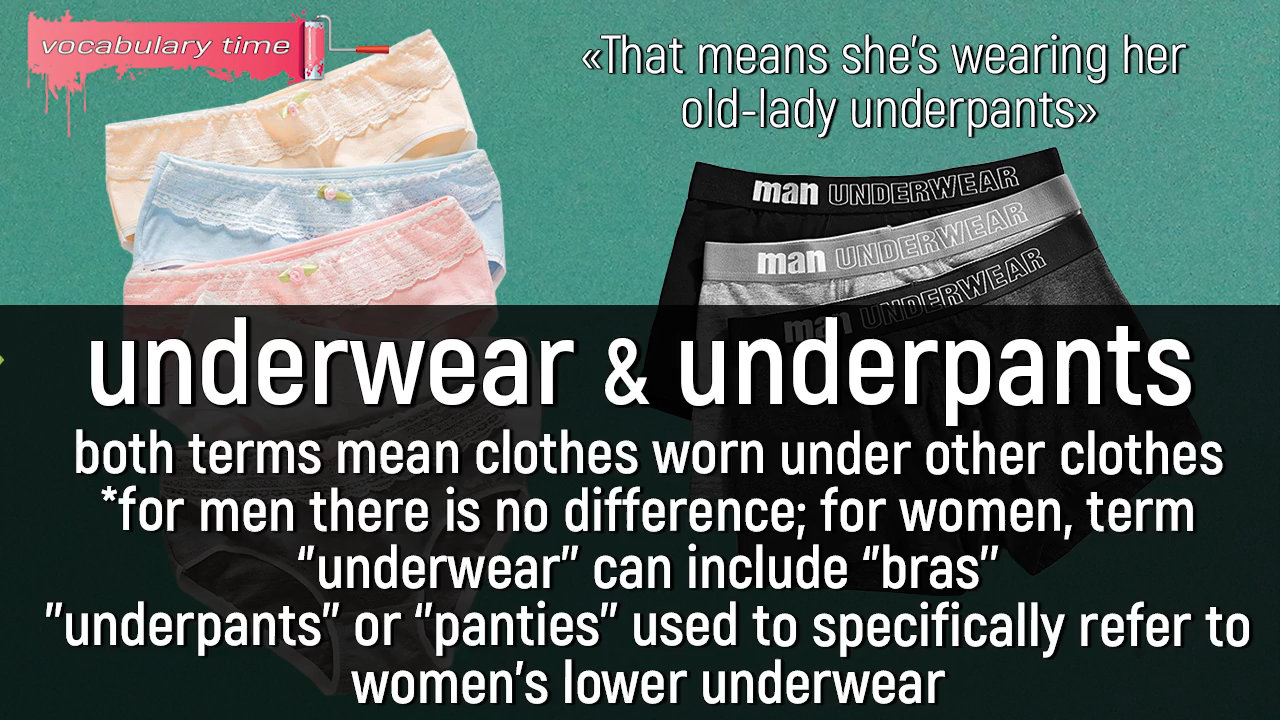 vocabulary time
«That means she's wearing her
old-lady underpants»
man UNDERWEAR
man UNDERWEAR
man UNDERWEAR
underwear & underpants
both terms mean clothes worn under other clothes
*for men there is no difference; for women, term
"underwear" can include "bras"
"underpants" or "panties" used to specifically refer to
women's lower underwear